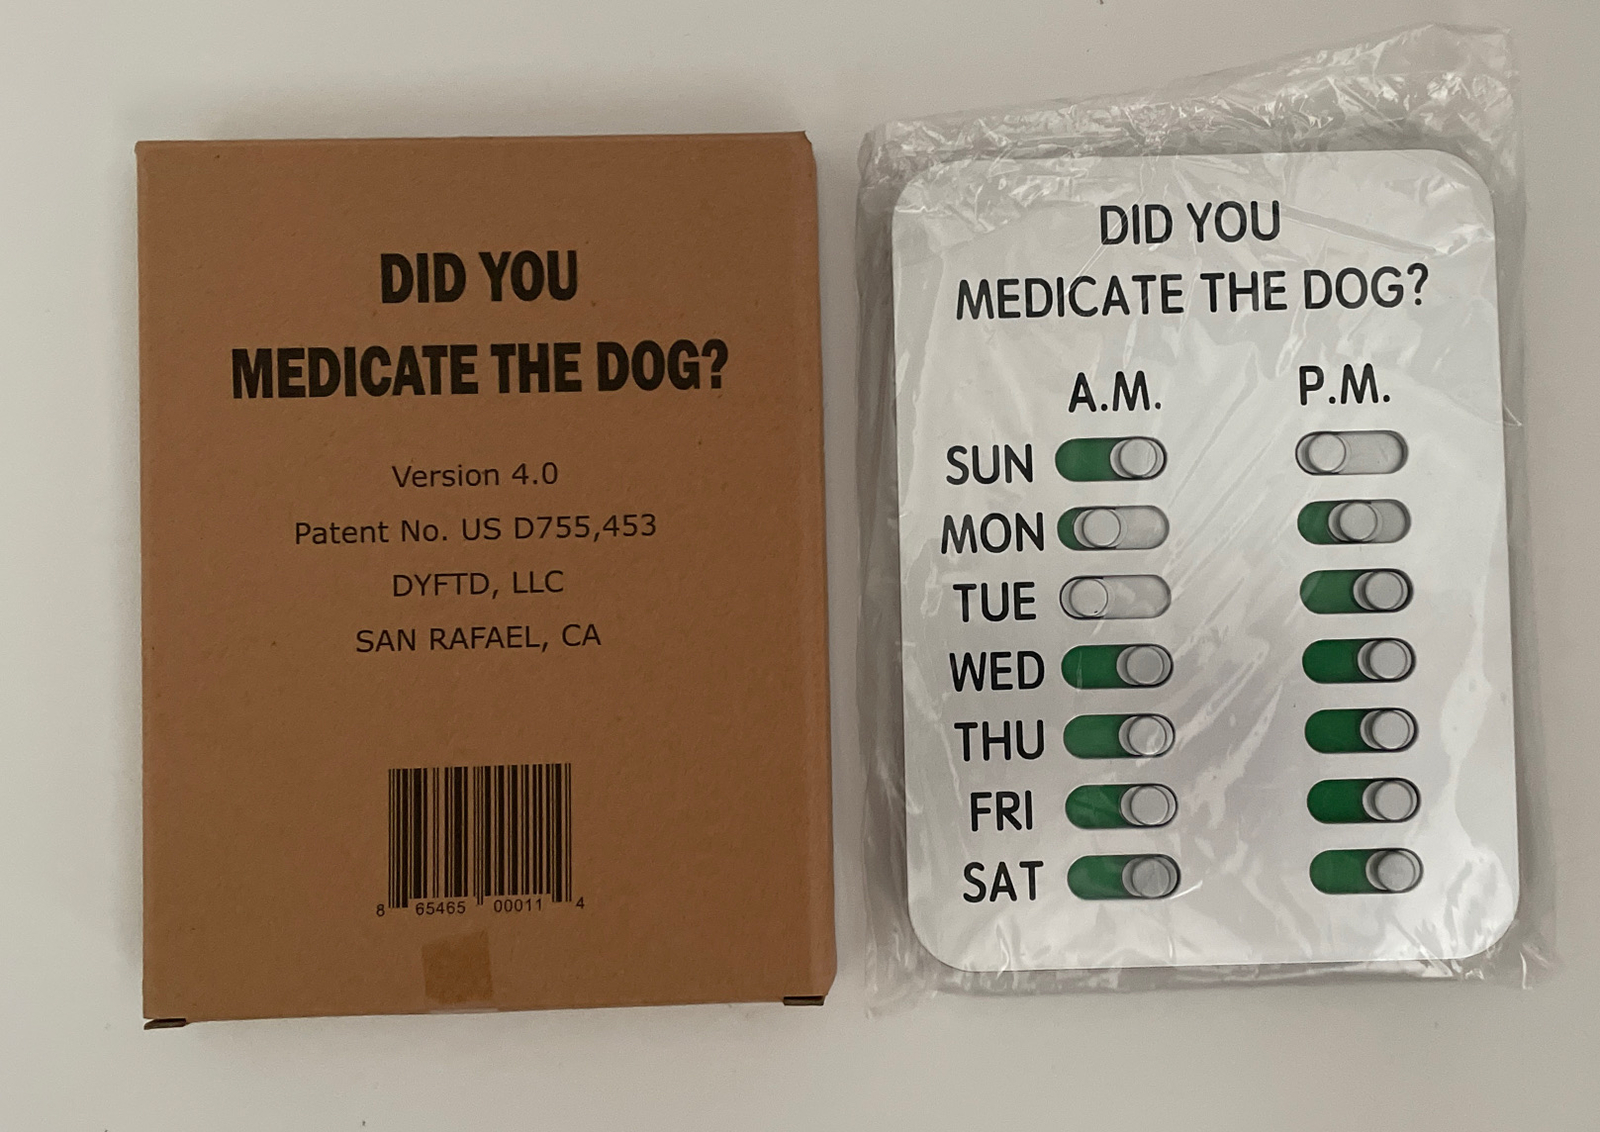 DID YOU
MEDICATE THE DOG?
Version 4.0
Patent No. US D755,453
DYFTD, LLC
SAN RAFAEL, CA
8 65465 00011 4
DID YOU
MEDICATE THE DOG?
A.M. P.M.
SUN
MON
TUE
WED
THU
FRI
SAT